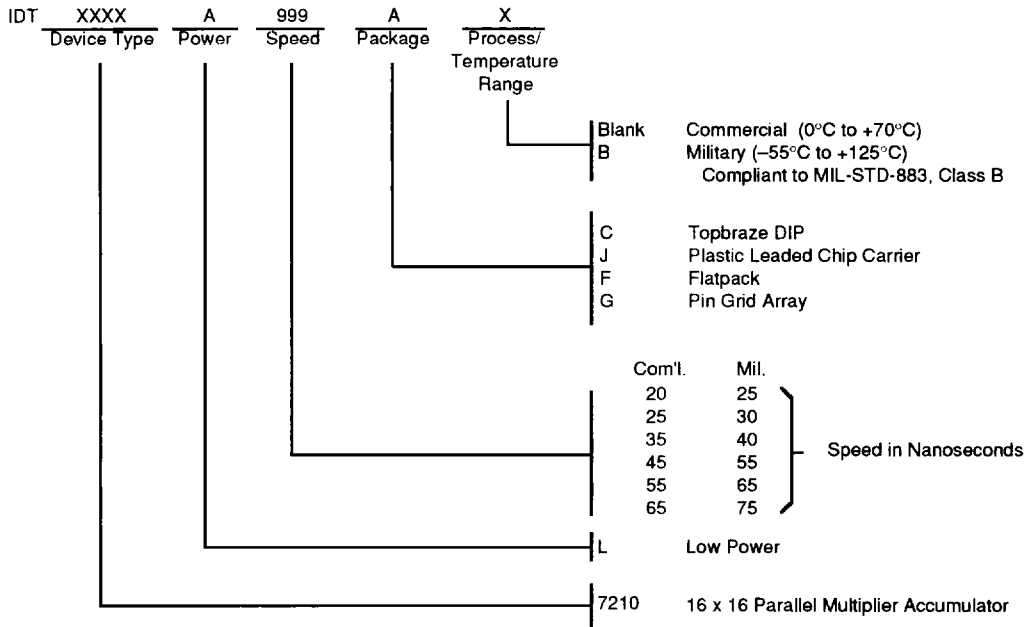 IDT XXXX A 999 A X
Device Type Power Speed Package Process/
Temperature
Range
Blank Commercial (0°C to +70°C)
B Military (–55°C to +125°C)
Compliant to MIL-STD-883, Class B
C Topbraze DIP
J Plastic Leaded Chip Carrier
F Flatpack
G Pin Grid Array
Com'l. Mil.
20 25
25 30
35 40
45 55
55 65
65 75
Speed in Nanoseconds
L Low Power
7210 16 x 16 Parallel Multiplier Accumulator